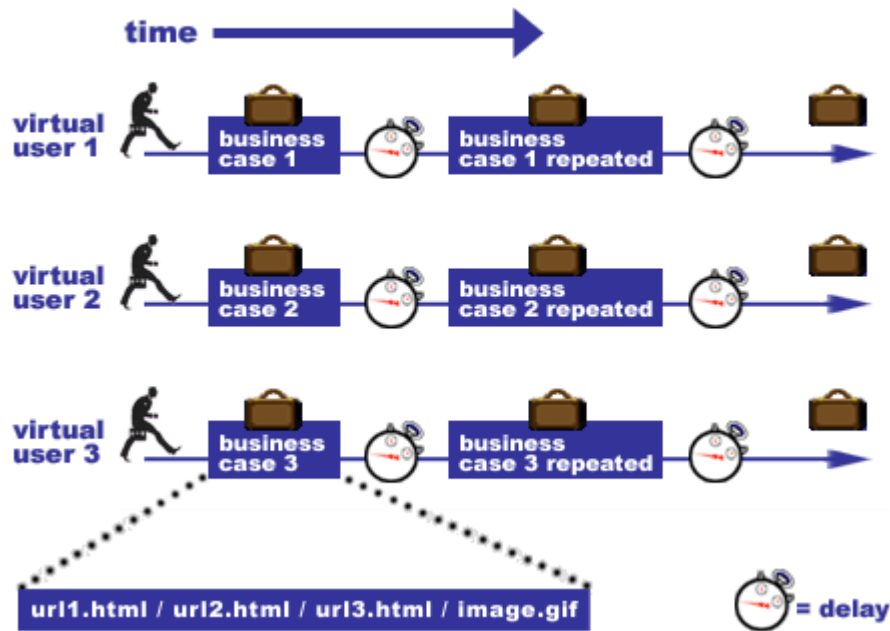 time
virtual
user 1
business
case 1
business
case 1 repeated
virtual
user 2
business
case 2
business
case 2 repeated
virtual
user 3
business
case 3
business
case 3 repeated
url1.html / url2.html / url3.html / image.gif
= delay